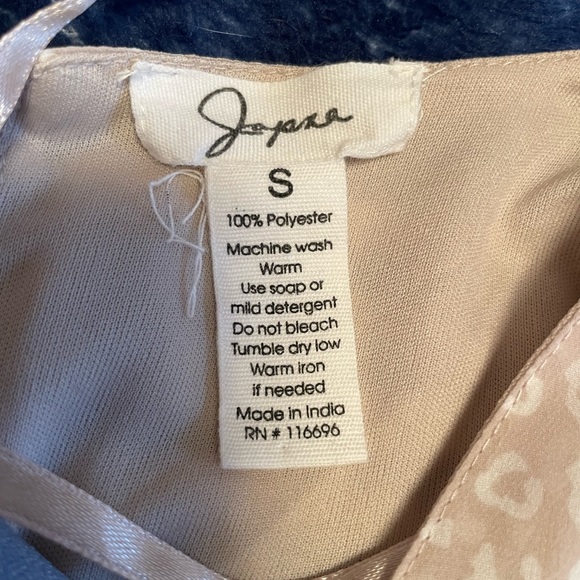 Jayna
S
100% Polyester
Machine wash
Warm
Use soap or
mild detergent
Do not bleach
Tumble dry low
Warm iron
if needed
Made in India
RN # 116696